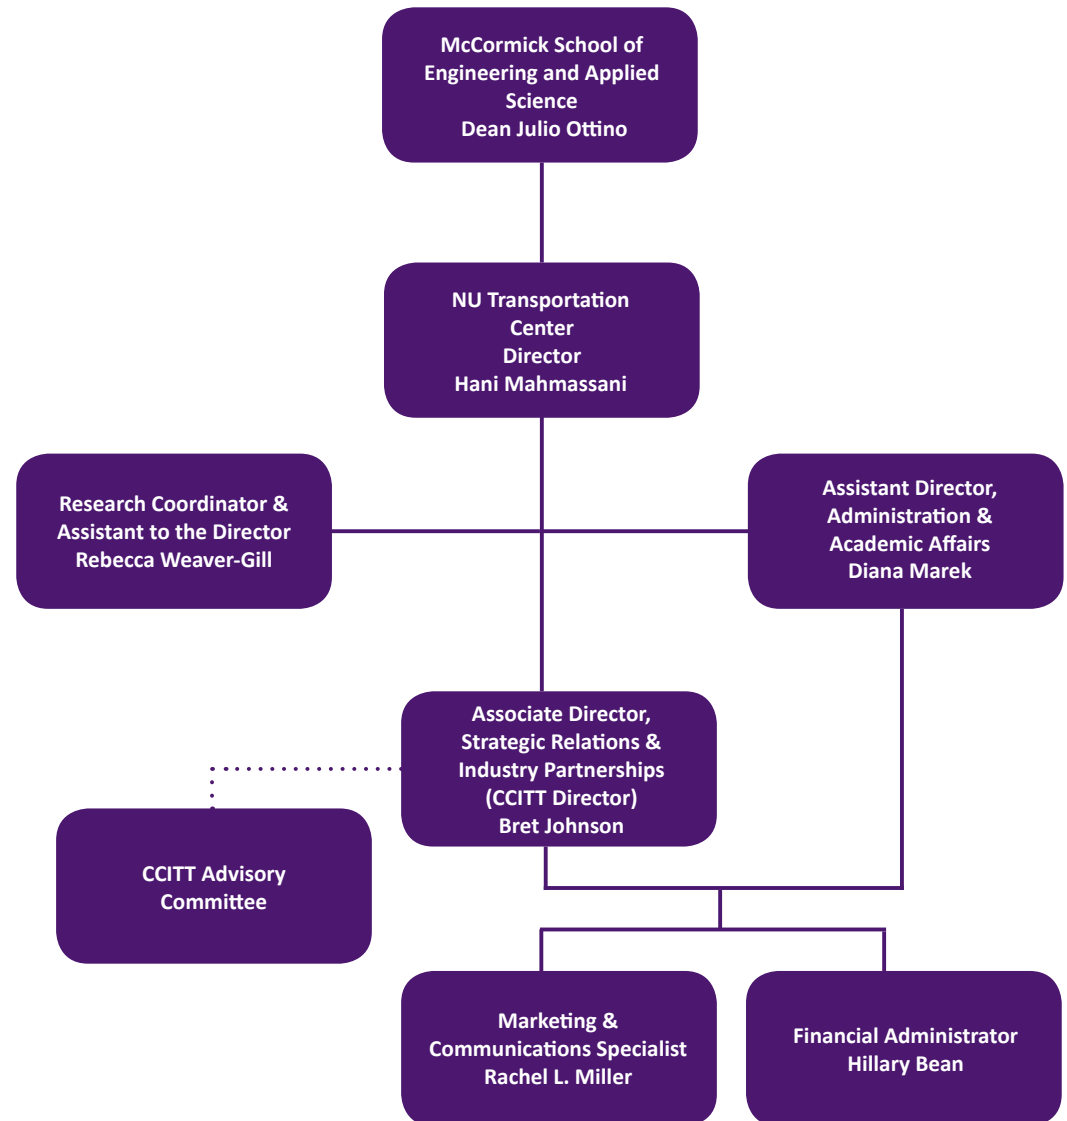 McCormick School of
Engineering and Applied
Science
Dean Julio Ottino
NU Transportation
Center
Director
Hani Mahmassani
Research Coordinator &
Assistant to the Director
Rebecca Weaver-Gill
Assistant Director,
Administration &
Academic Affairs
Diana Marek
Associate Director,
Strategic Relations &
Industry Partnerships
(CCITT Director)
Bret Johnson
CCITT Advisory
Committee
Marketing &
Communications Specialist
Rachel L. Miller
Financial Administrator
Hillary Bean